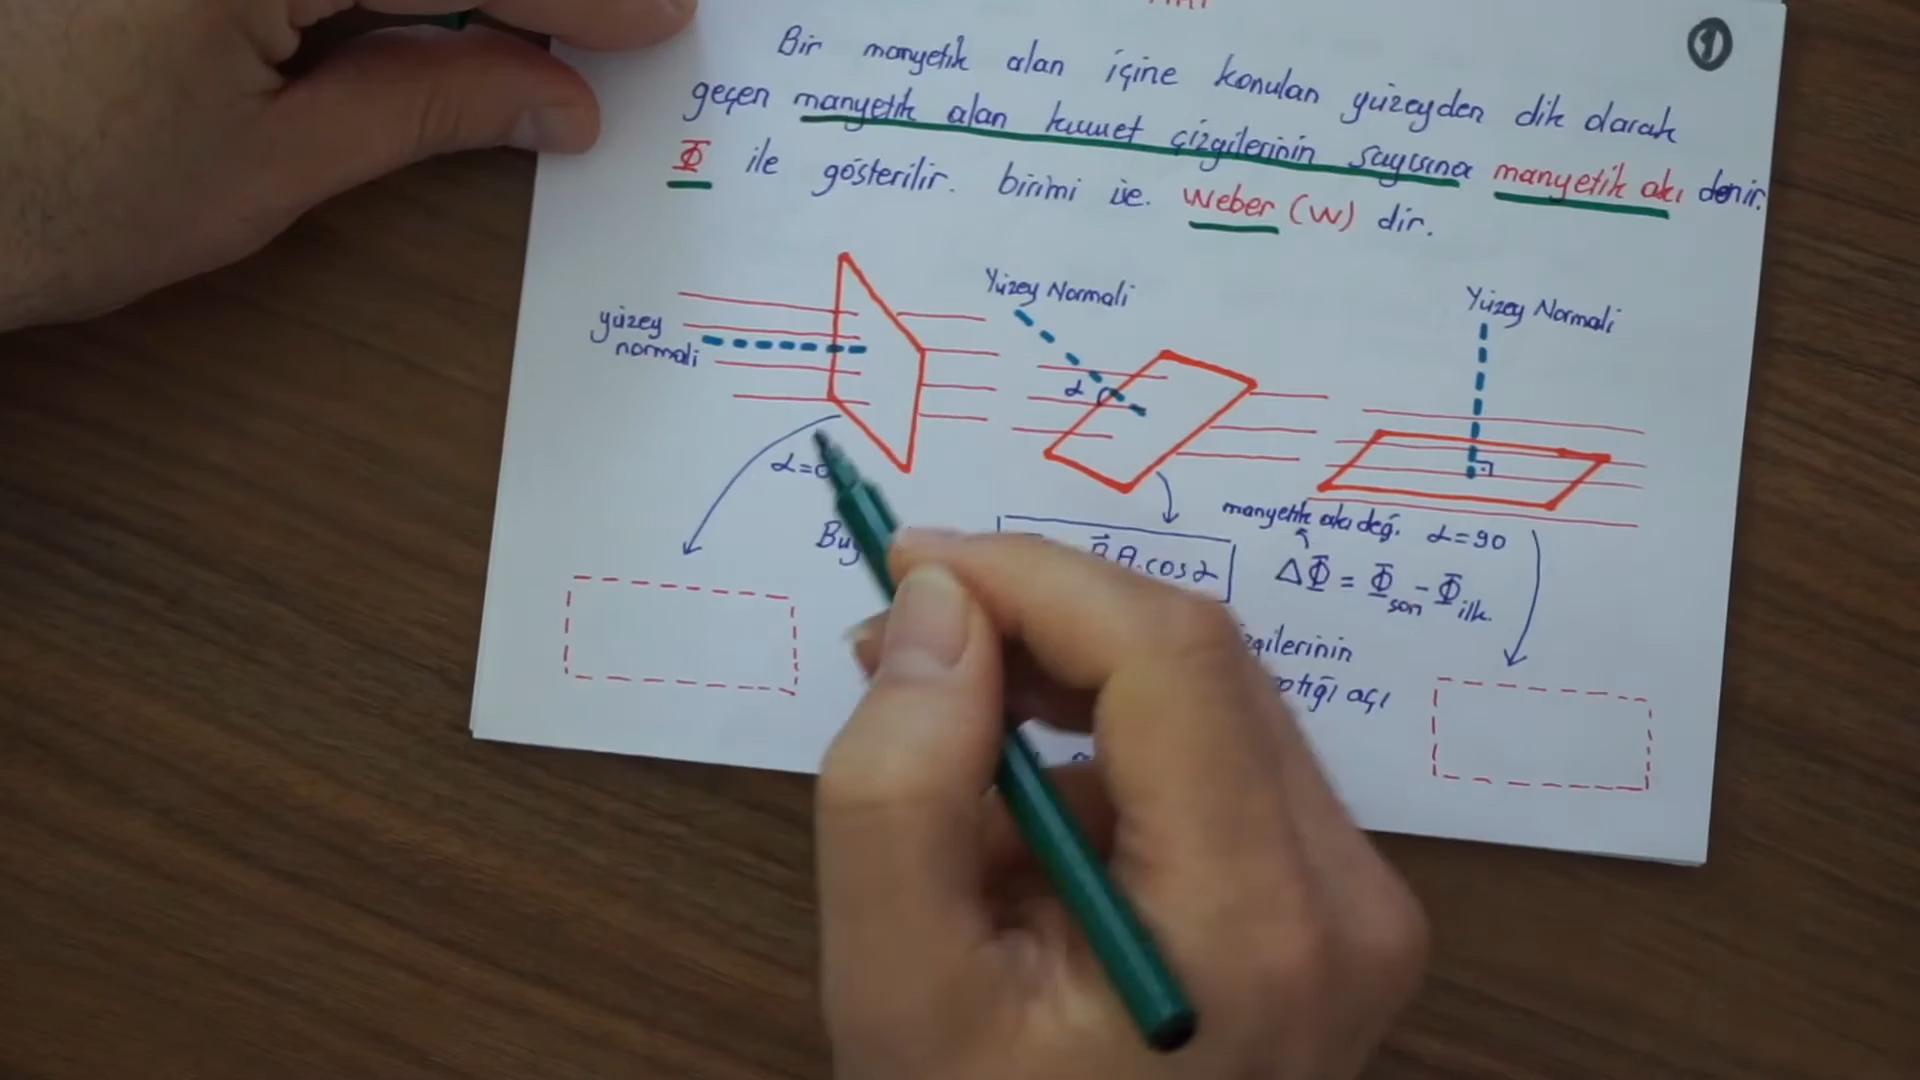 1
Bir manyetik alan içine konulan yüzeyden dik olarak
geçen manyetik alan kuvvet çizgilerinin sayısına manyetik akı denir.
Φ ile gösterilir. birimi ise. Weber (W) dir.
yüzey
normali
Yüzey Normali
Yüzey Normali
α
α=0
manyetik akı değ. α=90
A.cosα
ΔΦ = Φson - Φilk.
açı